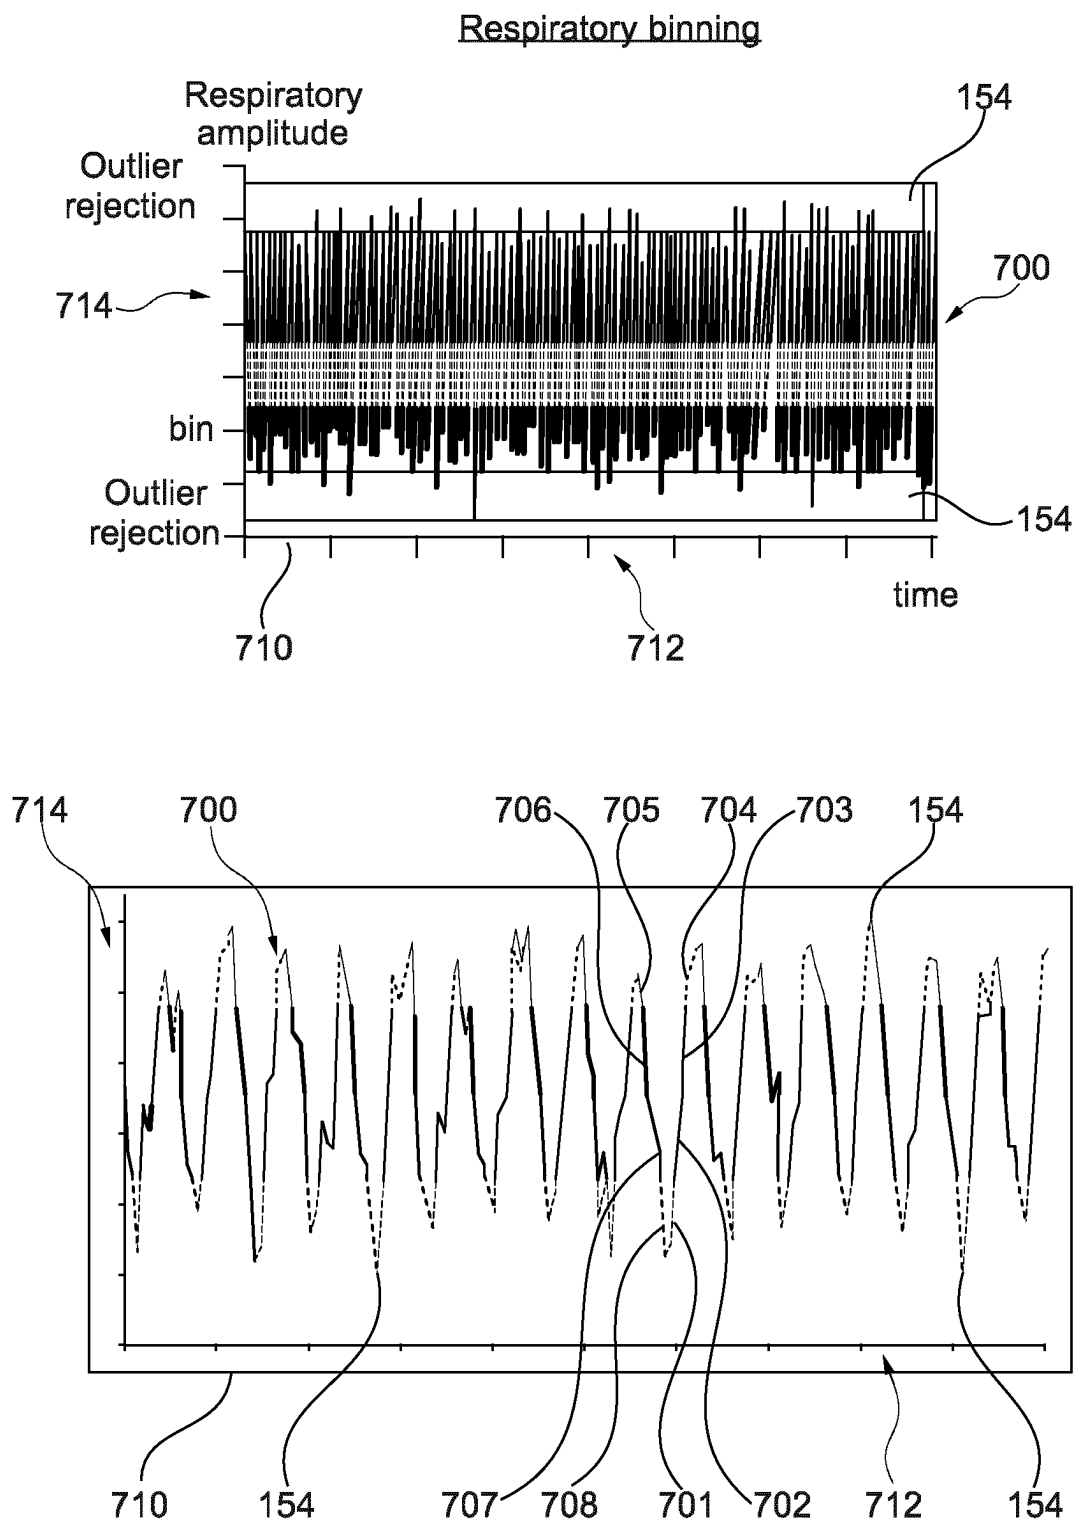 Respiratory binning
Respiratory
amplitude
154
Outlier
rejection
700
714
bin
Outlier
rejection
154
time
710
712
714
700
706
705
704
703
154
710
154
707
708
701
702
712
154